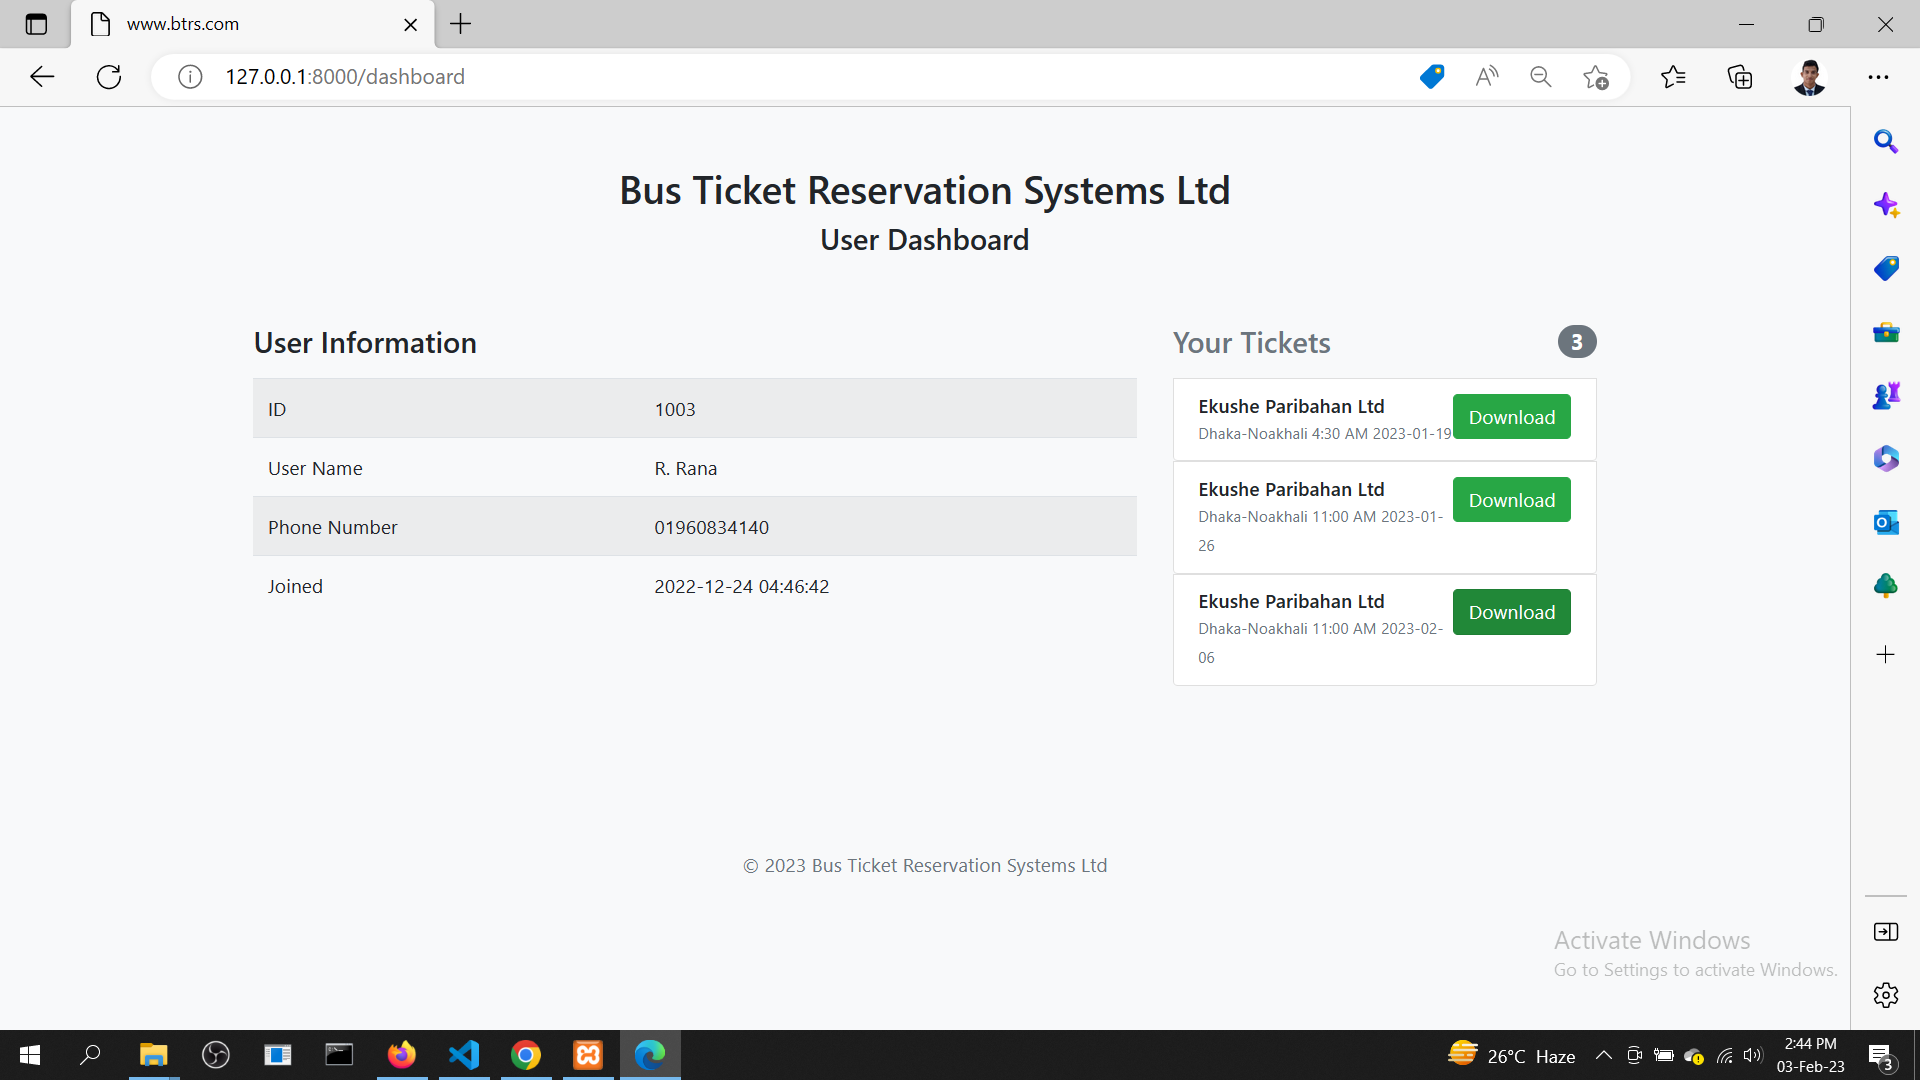 www.btrs.com
127.0.0.1:8000/dashboard
Bus Ticket Reservation Systems Ltd
User Dashboard
User Information
ID 1003
User Name R. Rana
Phone Number 01960834140
Joined 2022-12-24 04:46:42
Your Tickets 3
Ekushe Paribahan Ltd
Dhaka-Noakhali 4:30 AM 2023-01-19
Download
Ekushe Paribahan Ltd
Dhaka-Noakhali 11:00 AM 2023-01-
26
Download
Ekushe Paribahan Ltd
Dhaka-Noakhali 11:00 AM 2023-02-
06
Download
© 2023 Bus Ticket Reservation Systems Ltd
Activate Windows
Go to Settings to activate Windows.
26°C Haze
2:44 PM
03-Feb-23
3